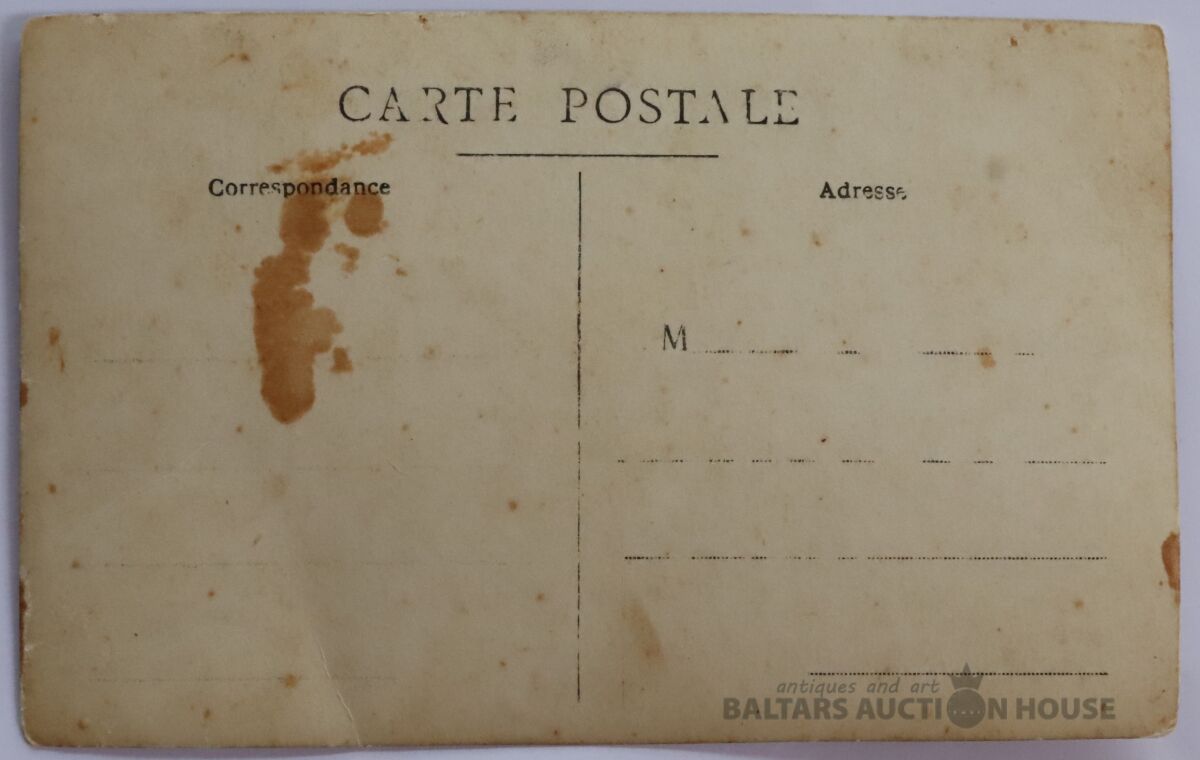 CARTE POSTALE
Correspondance
Adresse
M
antiques and art
BALTARS AUCTION HOUSE